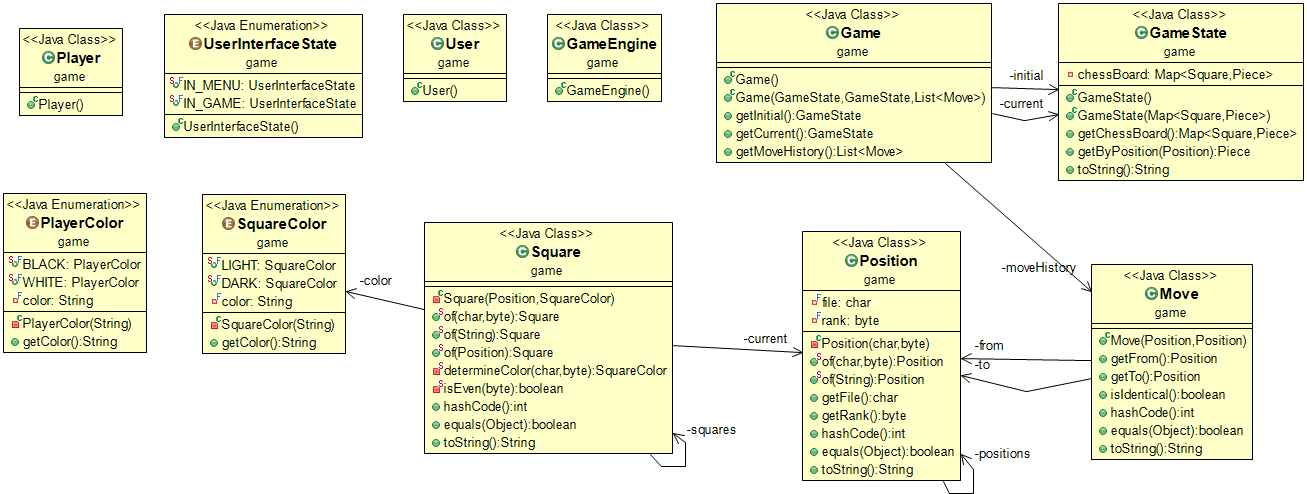 <<Java Class>>
Player
game
Player()
<<Java Enumeration>>
UserInterfaceState
game
IN_MENU: UserInterfaceState
IN_GAME: UserInterfaceState
UserInterfaceState()
<<Java Class>>
User
game
User()
<<Java Class>>
GameEngine
game
GameEngine()
<<Java Class>>
Game
game
Game()
Game(GameState,GameState,List<Move>)
getInitial():GameState
getCurrent():GameState
getMoveHistory():List<Move>
-initial
-current
<<Java Class>>
GameState
game
chessBoard: Map<Square,Piece>
GameState()
GameState(Map<Square,Piece>)
getChessBoard():Map<Square,Piece>
getByPosition(Position):Piece
toString():String
<<Java Enumeration>>
PlayerColor
game
BLACK: PlayerColor
WHITE: PlayerColor
color: String
PlayerColor(String)
getColor():String
<<Java Enumeration>>
SquareColor
game
LIGHT: SquareColor
DARK: SquareColor
color: String
SquareColor(String)
getColor():String
-color
<<Java Class>>
Square
game
Square(Position,SquareColor)
of(char,byte):Square
of(String):Square
of(Position):Square
determineColor(char,byte):SquareColor
isEven(byte):boolean
hashCode():int
equals(Object):boolean
toString():String
-squares
-current
<<Java Class>>
Position
game
file: char
rank: byte
Position(char,byte)
of(char,byte):Position
of(String):Position
getFile():char
getRank():byte
hashCode():int
equals(Object):boolean
toString():String
-positions
-moveHistory
-from
-to
<<Java Class>>
Move
game
Move(Position,Position)
getFrom():Position
getTo():Position
isIdentical():boolean
hashCode():int
equals(Object):boolean
toString():String